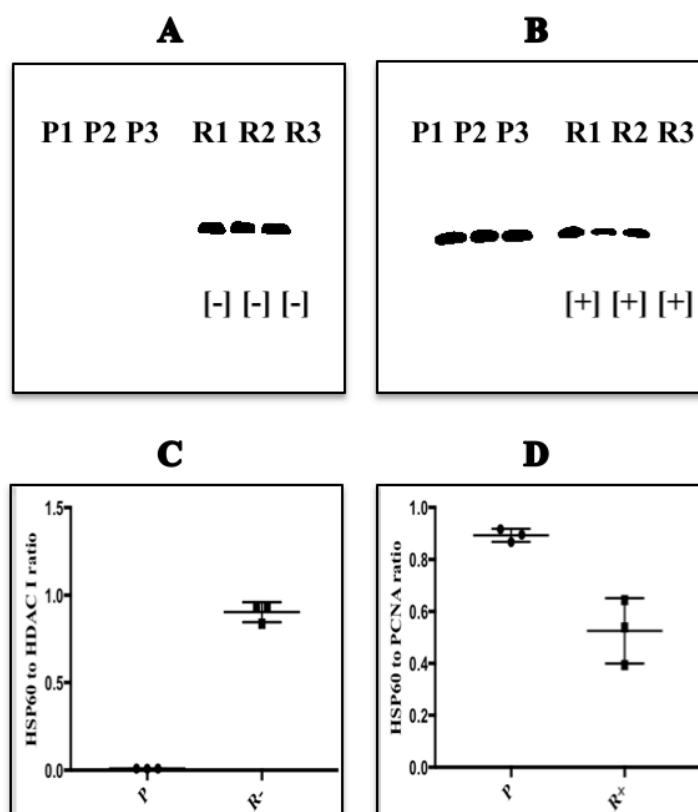 A
P1 P2 P3 R1 R2 R3
[-] [-] [-]
B
P1 P2 P3 R1 R2 R3
[+] [+] [+]
C
HSP60 to HDAC I ratio
1.5
1.0
0.5
0.0
P R-
D
HSP60 to PCNA ratio
1.0
0.8
0.6
0.4
0.2
0.0
P R+